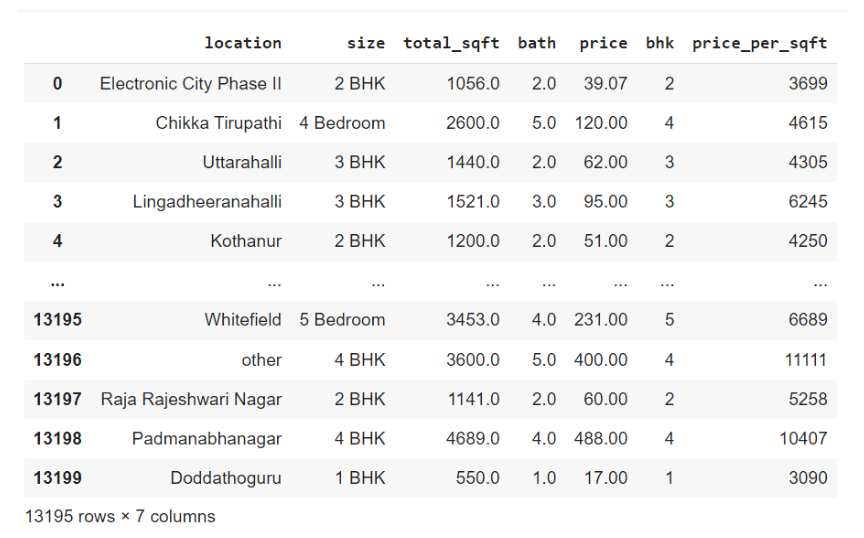 location size total_sqft bath price bhk price_per_sqft
0 Electronic City Phase II 2 BHK 1056.0 2.0 39.07 2 3699
1 Chikka Tirupathi 4 Bedroom 2600.0 5.0 120.00 4 4615
2 Uttarahalli 3 BHK 1440.0 2.0 62.00 3 4305
3 Lingadheeranahalli 3 BHK 1521.0 3.0 95.00 3 6245
4 Kothanur 2 BHK 1200.0 2.0 51.00 2 4250
... ... ... ... ... ... ... ...
13195 Whitefield 5 Bedroom 3453.0 4.0 231.00 5 6689
13196 other 4 BHK 3600.0 5.0 400.00 4 11111
13197 Raja Rajeshwari Nagar 2 BHK 1141.0 2.0 60.00 2 5258
13198 Padmanabhanagar 4 BHK 4689.0 4.0 488.00 4 10407
13199 Doddathoguru 1 BHK 550.0 1.0 17.00 1 3090
13195 rows × 7 columns